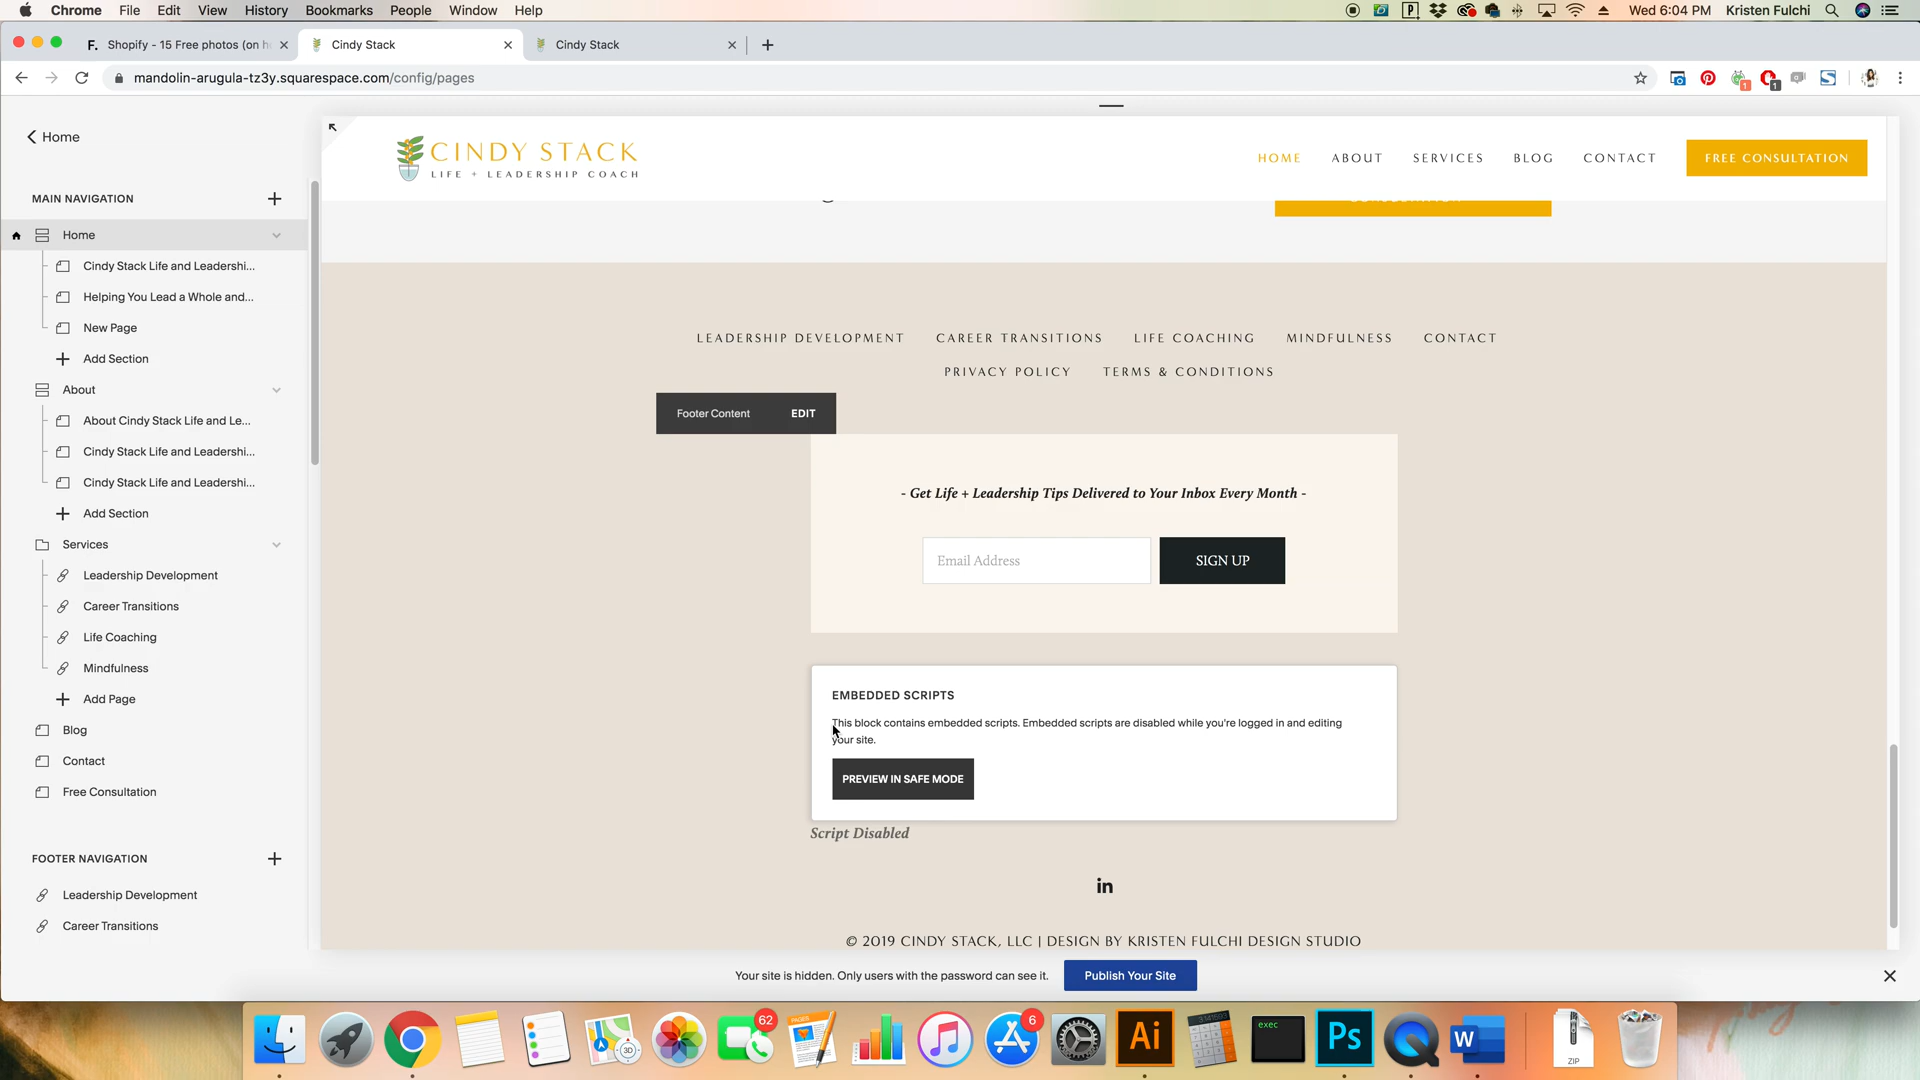 Chrome File Edit View History Bookmarks People Window Help
Wed 6:04 PM Kristen Fulchi
F. Shopify - 15 Free photos (on h
Cindy Stack
Cindy Stack
mandolin-arugula-tz3y.squarespace.com/config/pages
Home
MAIN NAVIGATION
Home
Cindy Stack Life and Leadershi...
Helping You Lead a Whole and...
New Page
Add Section
About
About Cindy Stack Life and Le...
Cindy Stack Life and Leadershi...
Cindy Stack Life and Leadershi...
Add Section
Services
Leadership Development
Career Transitions
Life Coaching
Mindfulness
Add Page
Blog
Contact
Free Consultation
FOOTER NAVIGATION
Leadership Development
Career Transitions
CINDY STACK
LIFE + LEADERSHIP COACH
HOME ABOUT SERVICES BLOG CONTACT FREE CONSULTATION
LEADERSHIP DEVELOPMENT CAREER TRANSITIONS LIFE COACHING MINDFULNESS CONTACT
PRIVACY POLICY TERMS & CONDITIONS
Footer Content EDIT
- Get Life + Leadership Tips Delivered to Your Inbox Every Month -
Email Address SIGN UP
EMBEDDED SCRIPTS
This block contains embedded scripts. Embedded scripts are disabled while you're logged in and editing
your site.
PREVIEW IN SAFE MODE
Script Disabled
in
© 2019 CINDY STACK, LLC | DESIGN BY KRISTEN FULCHI DESIGN STUDIO
Your site is hidden. Only users with the password can see it. Publish Your Site
62
PAGES
6
3D
Ai
exec
Ps
W
ZIP